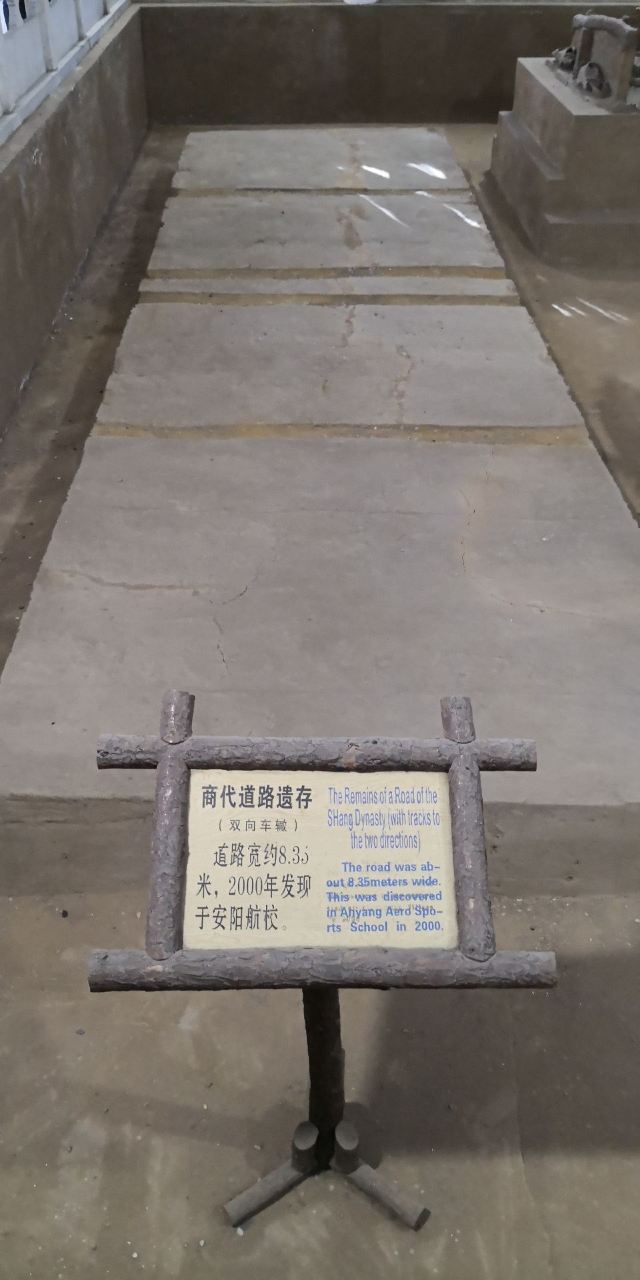 商代道路遗存
（双向车辙）
道路宽约8.35
米，2000年发现
于安阳航校。
The Remains of a Road of the
SHang Dynasty (with tracks to
the two directions)
The road was ab-
out 8.35meters wide.
This was discovered
in Anyang Aero Spo-
rts School in 2000.